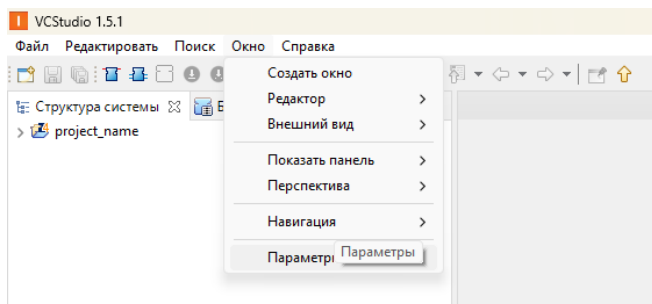 VCStudio 1.5.1
Файл Редактировать Поиск Окно Справка
Создать окно
Редактор
Внешний вид
Показать панель
Перспектива
Навигация
Параметры
Параметры
Структура системы
project_name